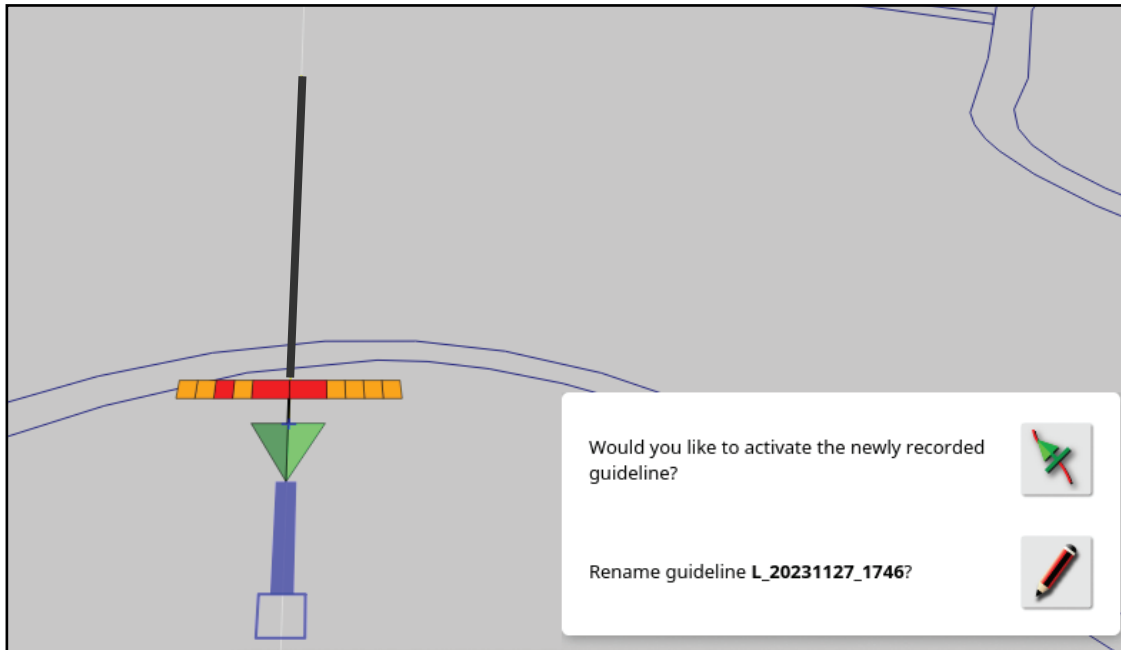 Would you like to activate the newly recorded
guideline?
Rename guideline L_20231127_1746?